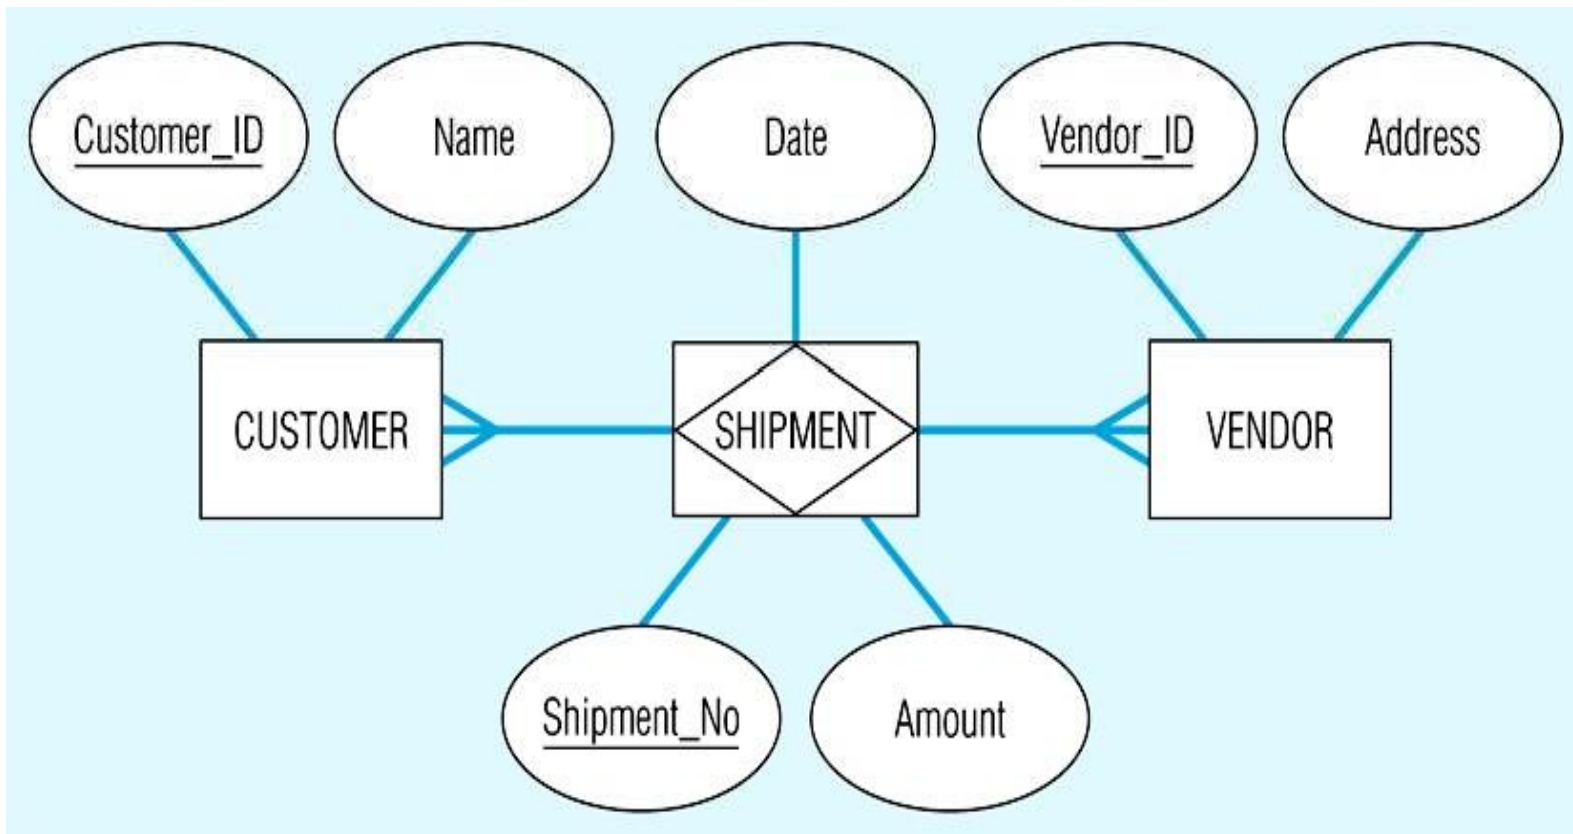 Customer_ID
Name
Date
Vendor_ID
Address
CUSTOMER
SHIPMENT
VENDOR
Shipment_No
Amount